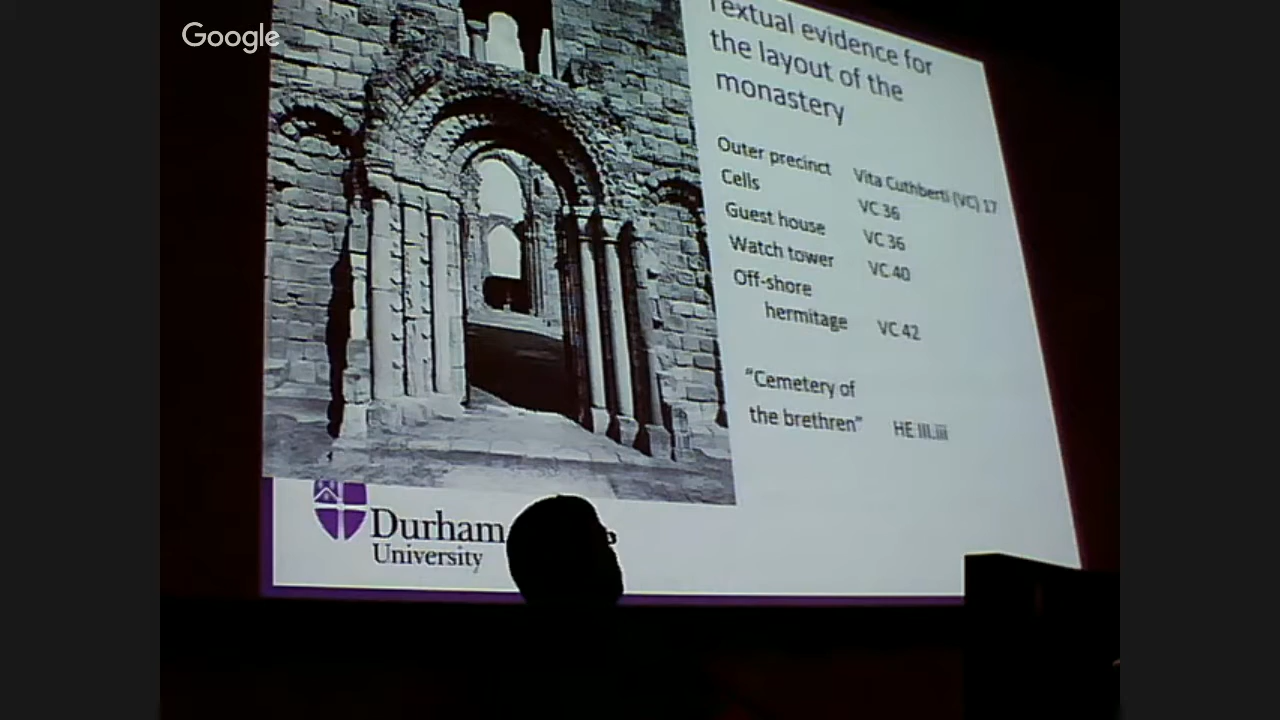 Google
Textual evidence for
the layout of the
monastery
Outer precinct Vita Cuthberti (VC) 17
Cells VC 36
Guest house VC 36
Watch tower VC 40
Off-shore
hermitage VC 42
"Cemetery of
the brethren" HE III.iii
Durham
University